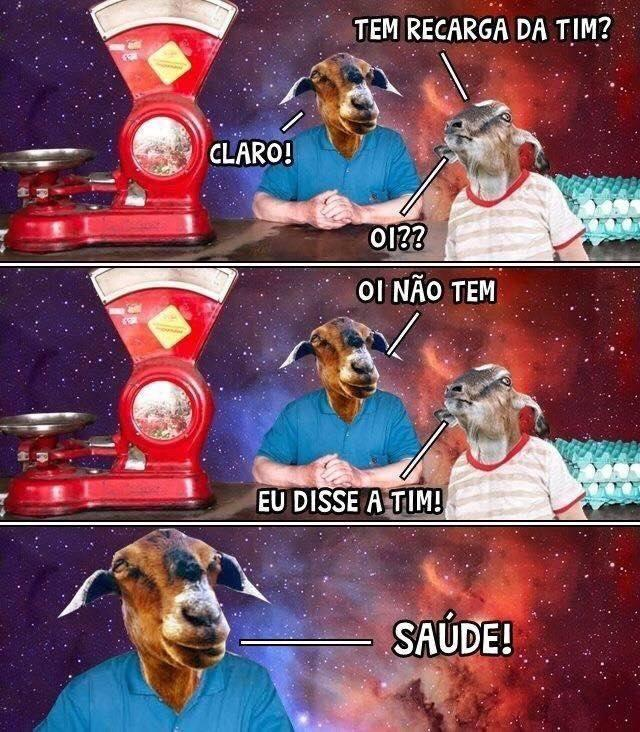 TEM RECARGA DA TIM?
CLARO!
OI??
OI NÃO TEM
EU DISSE A TIM!
SAÚDE!